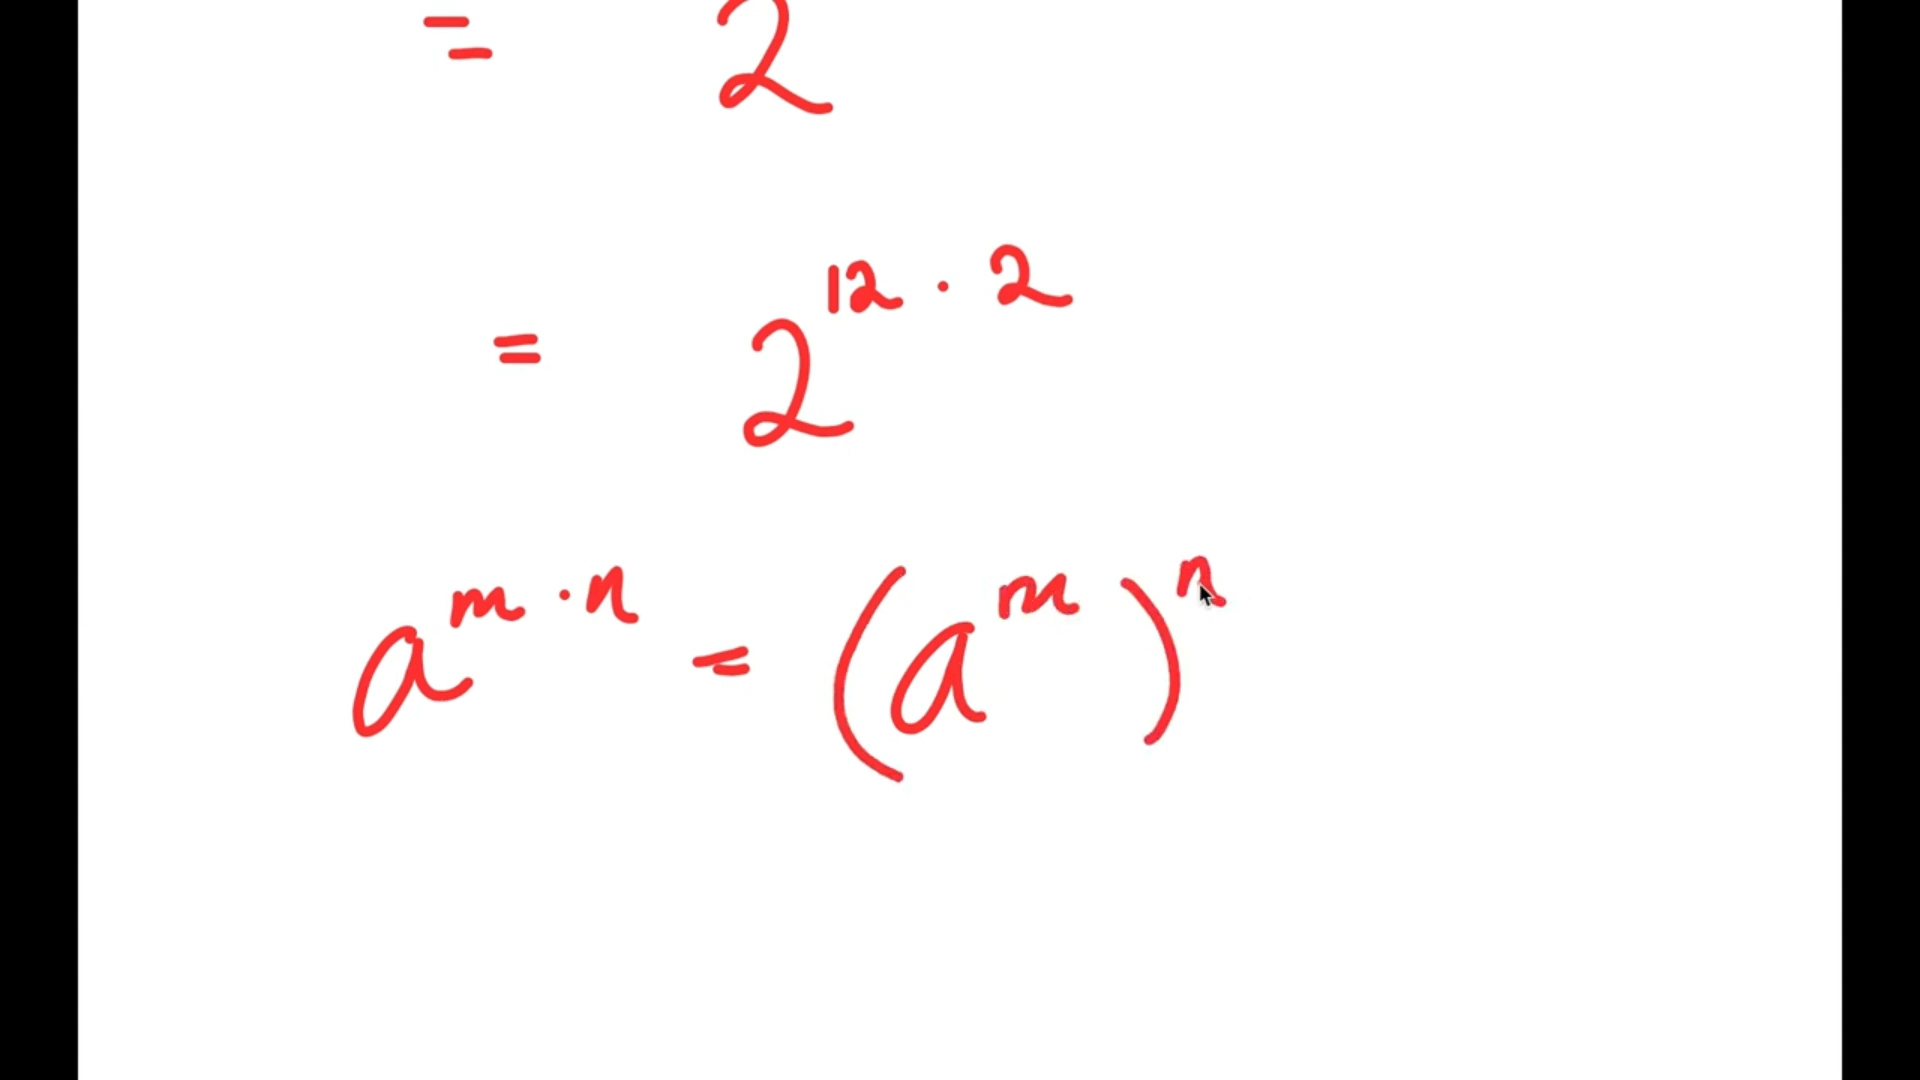 = 2
= 2^{12 · 2}
a^{m · n} = (a^{m})^{n}